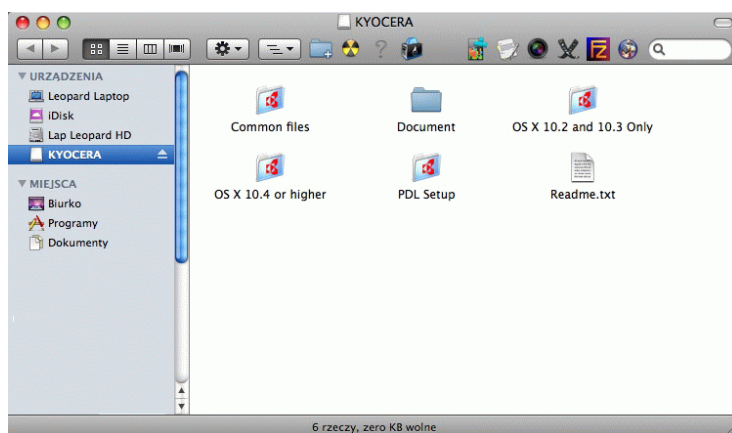 KYOCERA
URZĄDZENIA
Leopard Laptop
iDisk
Lap Leopard HD
KYOCERA
MIEJSCA
Biurko
Programy
Dokumenty
Common files
Document
OS X 10.2 and 10.3 Only
OS X 10.4 or higher
PDL Setup
Readme.txt
6 rzeczy, zero KB wolne